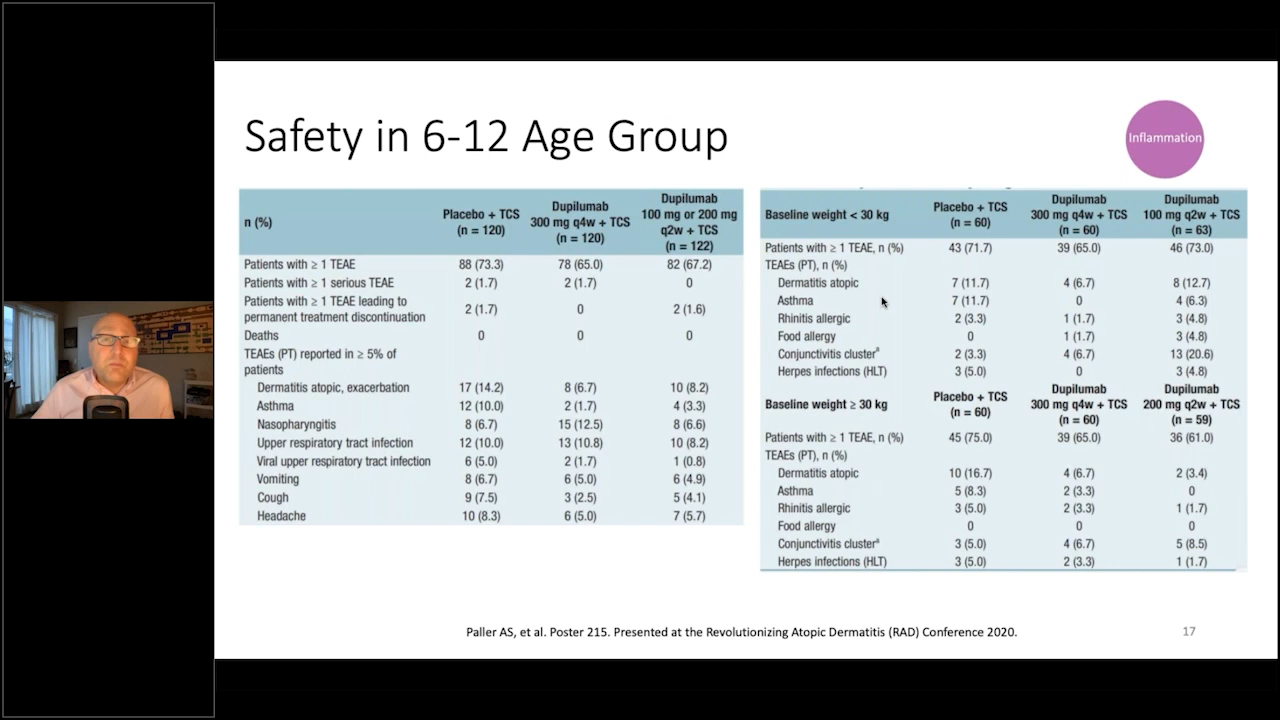 Safety in 6-12 Age Group
Inflammation
n (%)
Placebo + TCS
(n = 120)
Dupilumab
300 mg q4w + TCS
(n = 120)
Dupilumab
100 mg or 200 mg
q2w + TCS
(n = 122)
Patients with ≥ 1 TEAE 88 (73.3) 78 (65.0) 82 (67.2)
Patients with ≥ 1 serious TEAE 2 (1.7) 2 (1.7) 0
Patients with ≥ 1 TEAE leading to
permanent treatment discontinuation 2 (1.7) 0 2 (1.6)
Deaths 0 0 0
TEAEs (PT) reported in ≥ 5% of
patients
Dermatitis atopic, exacerbation 17 (14.2) 8 (6.7) 10 (8.2)
Asthma 12 (10.0) 2 (1.7) 4 (3.3)
Nasopharyngitis 8 (6.7) 15 (12.5) 8 (6.6)
Upper respiratory tract infection 12 (10.0) 13 (10.8) 10 (8.2)
Viral upper respiratory tract infection 6 (5.0) 2 (1.7) 1 (0.8)
Vomiting 8 (6.7) 6 (5.0) 6 (4.9)
Cough 9 (7.5) 3 (2.5) 5 (4.1)
Headache 10 (8.3) 6 (5.0) 7 (5.7)
Baseline weight < 30 kg
Placebo + TCS
(n = 60)
Dupilumab
300 mg q4w + TCS
(n = 60)
Dupilumab
100 mg q2w + TCS
(n = 63)
Patients with ≥ 1 TEAE, n (%) 43 (71.7) 39 (65.0) 46 (73.0)
TEAEs (PT), n (%)
Dermatitis atopic 7 (11.7) 4 (6.7) 8 (12.7)
Asthma 7 (11.7) 0 4 (6.3)
Rhinitis allergic 2 (3.3) 1 (1.7) 3 (4.8)
Food allergy 0 1 (1.7) 3 (4.8)
Conjunctivitis clusterª 2 (3.3) 4 (6.7) 13 (20.6)
Herpes infections (HLT) 3 (5.0) 0 3 (4.8)
Baseline weight ≥ 30 kg
Placebo + TCS
(n = 60)
Dupilumab
300 mg q4w + TCS
(n = 60)
Dupilumab
200 mg q2w + TCS
(n = 59)
Patients with ≥ 1 TEAE, n (%) 45 (75.0) 39 (65.0) 36 (61.0)
TEAEs (PT), n (%)
Dermatitis atopic 10 (16.7) 4 (6.7) 2 (3.4)
Asthma 5 (8.3) 2 (3.3) 0
Rhinitis allergic 3 (5.0) 2 (3.3) 1 (1.7)
Food allergy 0 0 0
Conjunctivitis clusterª 3 (5.0) 4 (6.7) 5 (8.5)
Herpes infections (HLT) 3 (5.0) 2 (3.3) 1 (1.7)
Paller AS, et al. Poster 215. Presented at the Revolutionizing Atopic Dermatitis (RAD) Conference 2020.
17